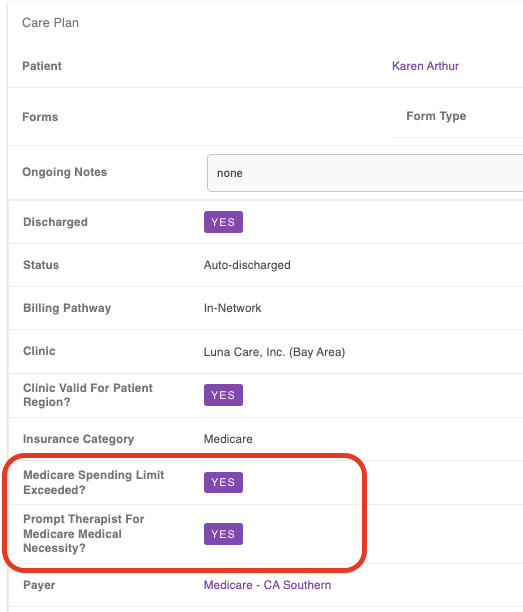 Care Plan
Patient
Karen Arthur
Forms
Form Type
Ongoing Notes
none
Discharged
YES
Status
Auto-discharged
Billing Pathway
In-Network
Clinic
Luna Care, Inc. (Bay Area)
Clinic Valid For Patient
Region?
YES
Insurance Category
Medicare
Medicare Spending Limit
Exceeded?
YES
Prompt Therapist For
Medicare Medical
Necessity?
YES
Payer
Medicare - CA Southern